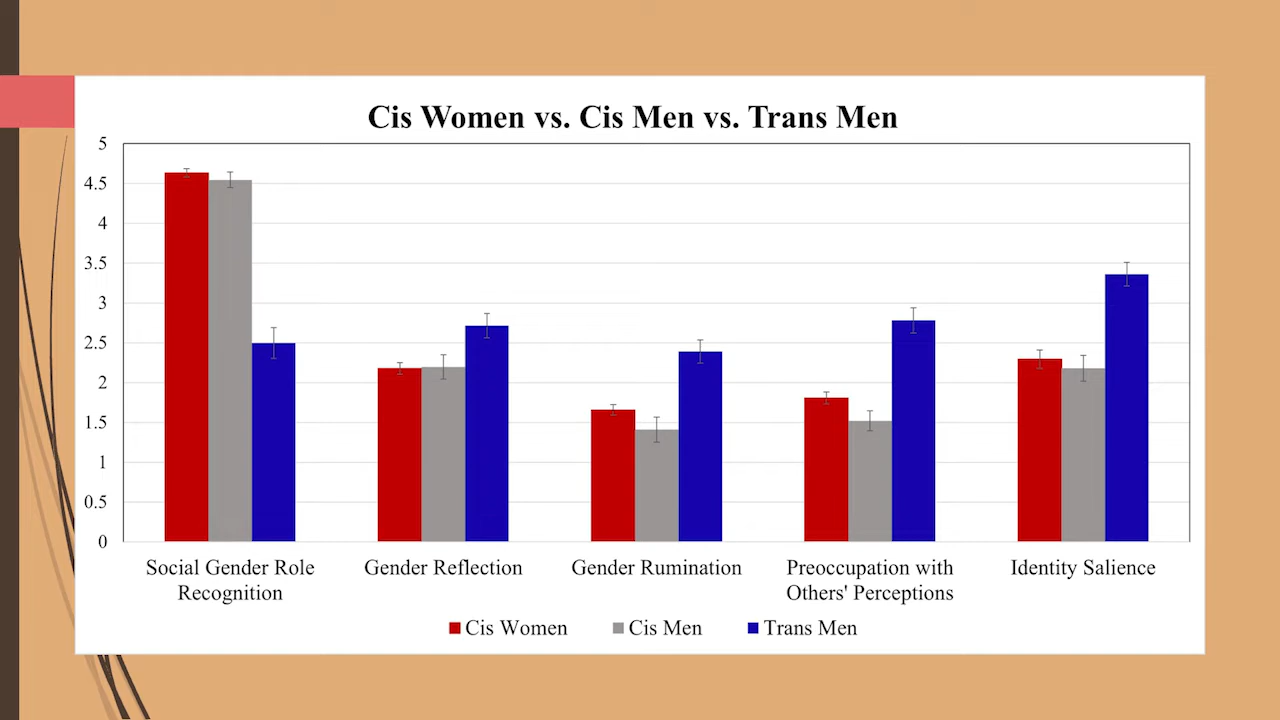 Cis Women vs. Cis Men vs. Trans Men
5
4.5
4
3.5
3
2.5
2
1.5
1
0.5
0
Social Gender Role
Recognition
Gender Reflection
Gender Rumination
Preoccupation with
Others' Perceptions
Identity Salience
Cis Women
Cis Men
Trans Men